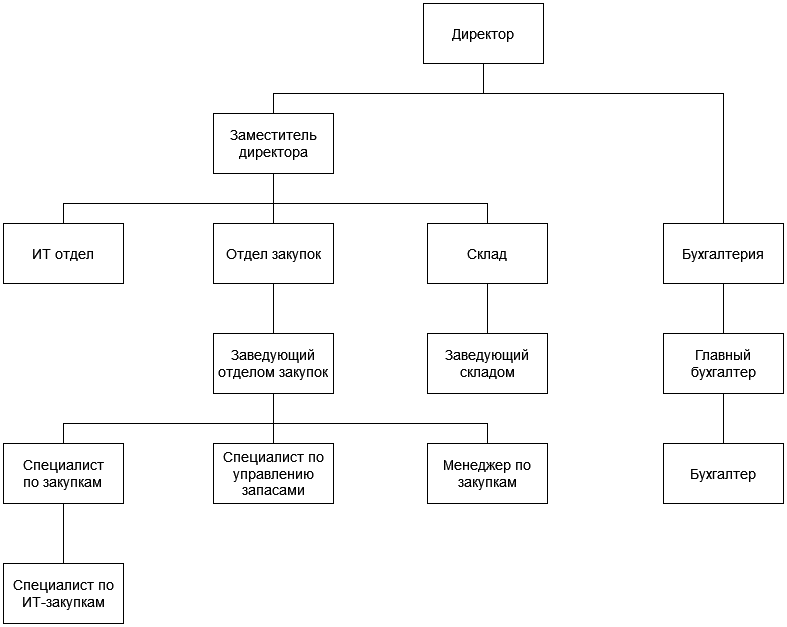 Директор
Заместитель
директора
ИТ отдел
Отдел закупок
Склад
Бухгалтерия
Заведующий
отделом закупок
Заведующий
складом
Главный
бухгалтер
Специалист
по закупкам
Специалист по
управлению
запасами
Менеджер по
закупкам
Бухгалтер
Специалист по
ИТ-закупкам